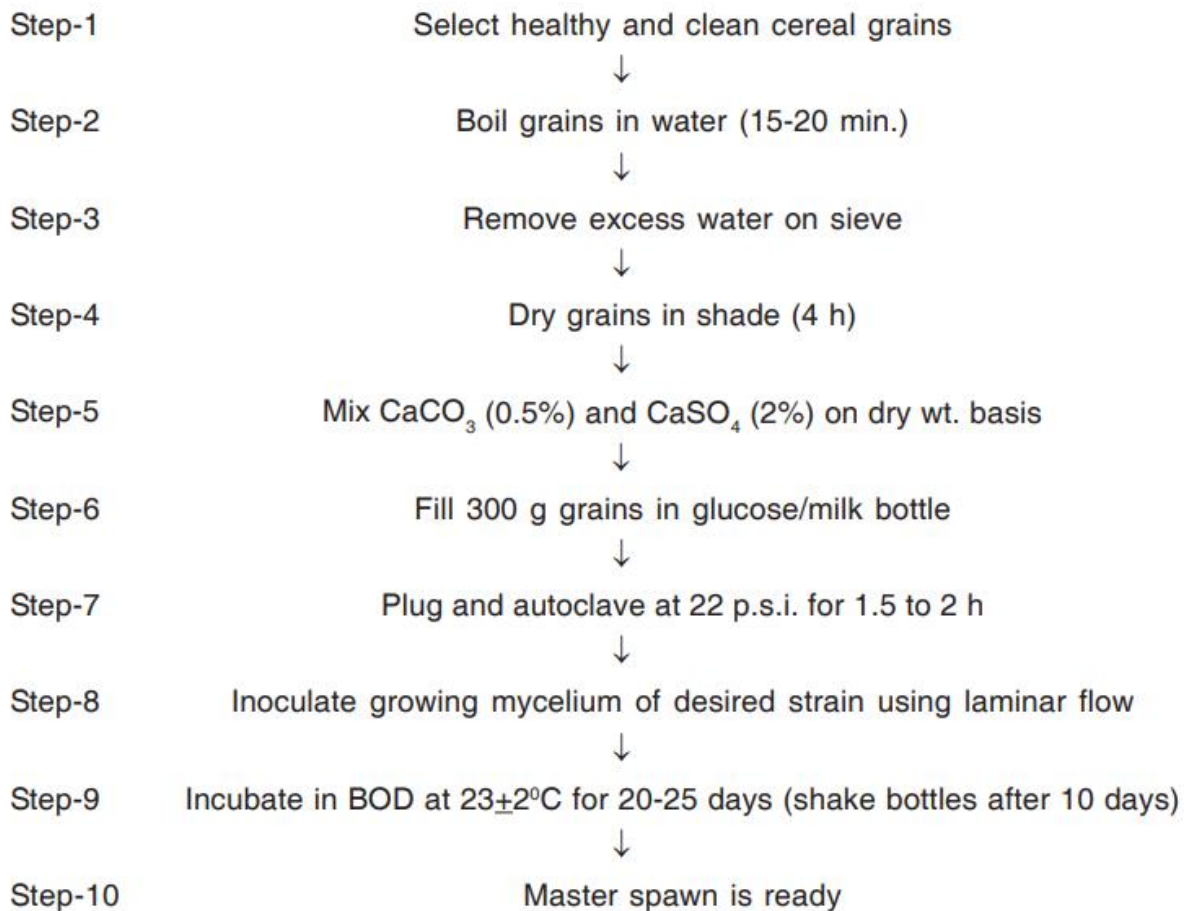 Step-1 Select healthy and clean cereal grains
↓
Step-2 Boil grains in water (15-20 min.)
↓
Step-3 Remove excess water on sieve
↓
Step-4 Dry grains in shade (4 h)
↓
Step-5 Mix CaCO₃ (0.5%) and CaSO₄ (2%) on dry wt. basis
↓
Step-6 Fill 300 g grains in glucose/milk bottle
↓
Step-7 Plug and autoclave at 22 p.s.i. for 1.5 to 2 h
↓
Step-8 Inoculate growing mycelium of desired strain using laminar flow
↓
Step-9 Incubate in BOD at 23±2⁰C for 20-25 days (shake bottles after 10 days)
↓
Step-10 Master spawn is ready